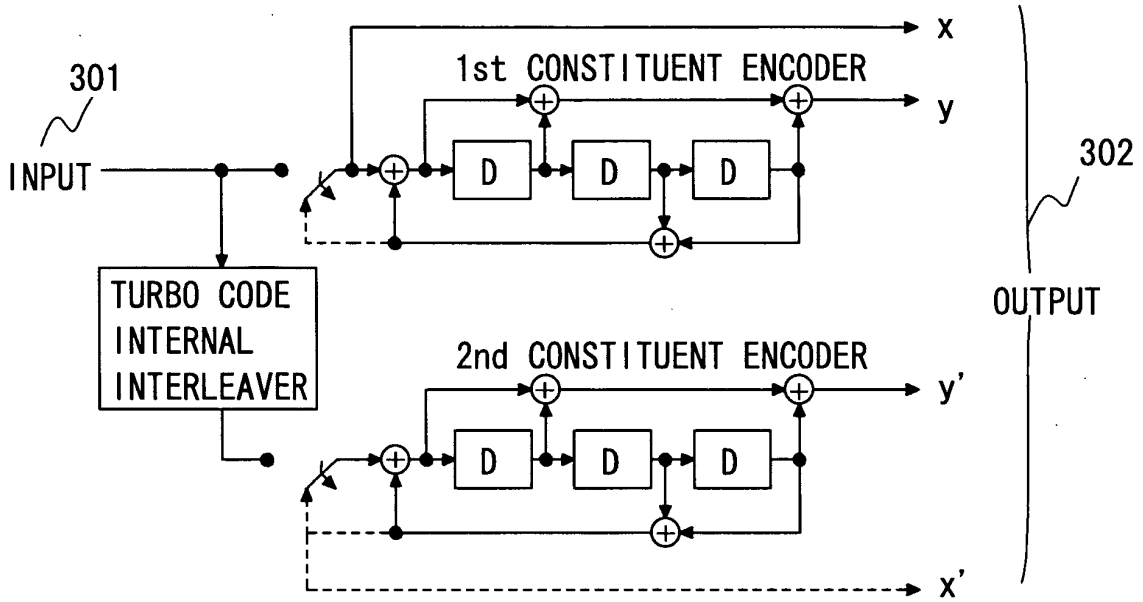 X
1st CONSTITUENT ENCODER
301
y
302
INPUT
D D D
TURBO CODE
INTERNAL
INTERLEAVER
OUTPUT
2nd CONSTITUENT ENCODER
y'
D D D
X'